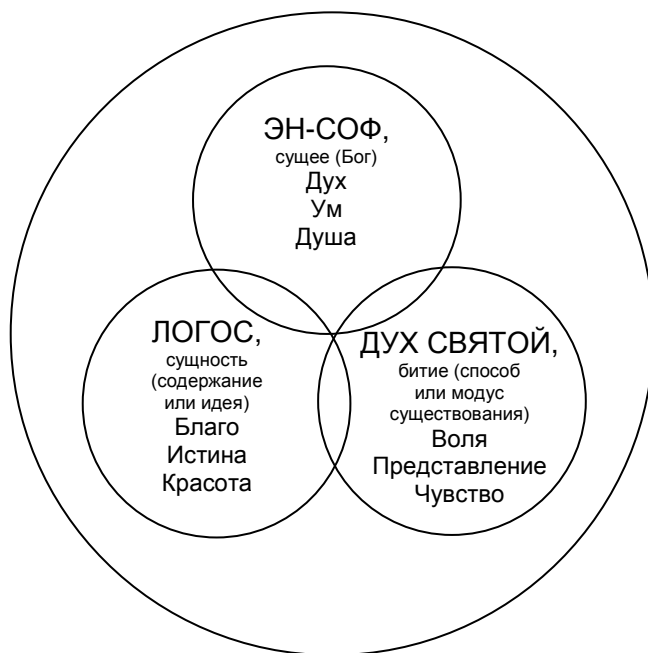 ЭН-СОФ,
сущее (Бог)
Дух
Ум
Душа
ЛОГОС,
сущность
(содержание
или идея)
Благо
Истина
Красота
ДУХ СВЯТОЙ,
битие (способ
или модус
существования)
Воля
Представление
Чувство